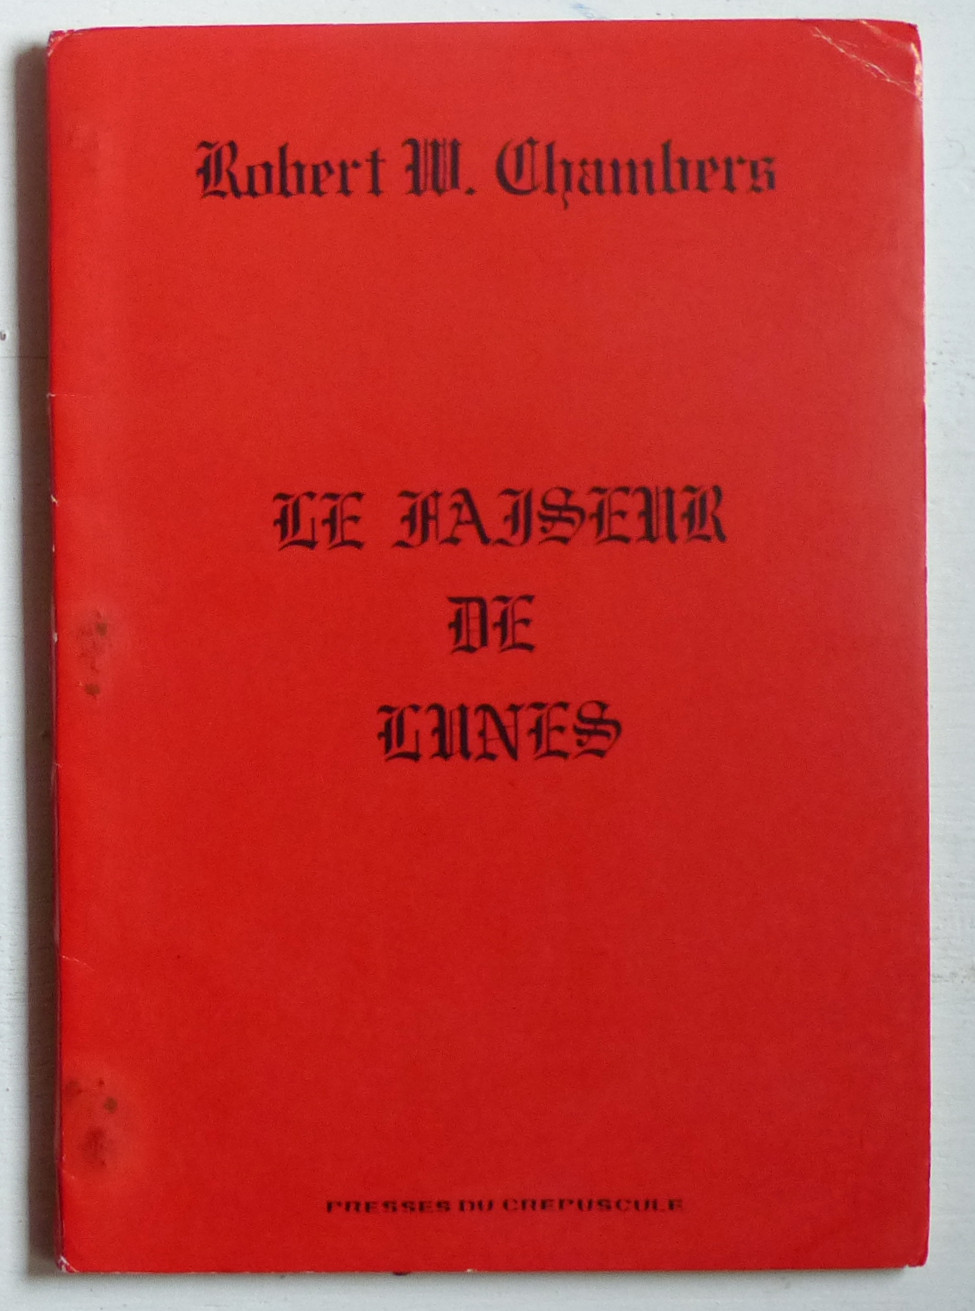 Robert W. Chambers
LE FAISEUR
DE
LUNES
PRESSES DU CREPUSCULE